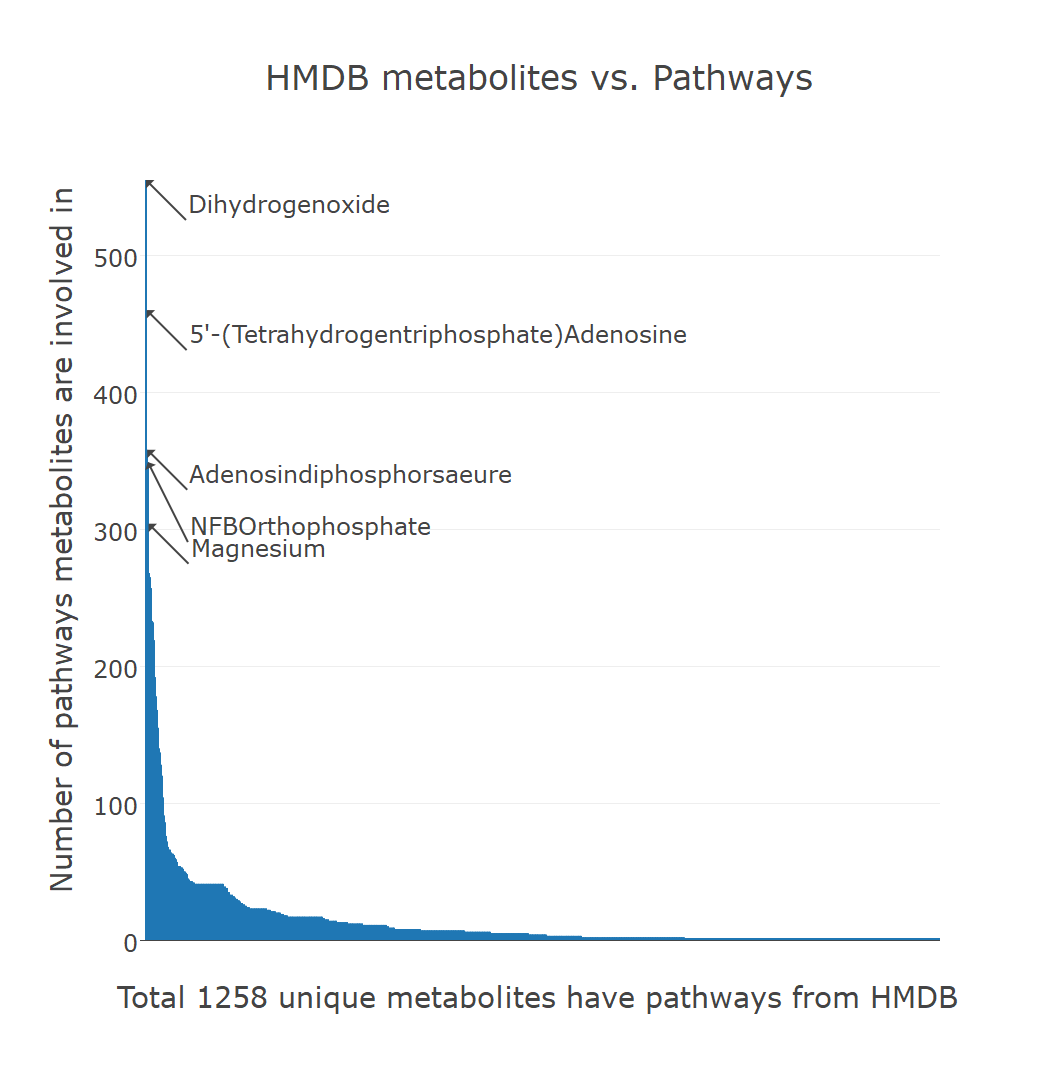 HMDB metabolites vs. Pathways
Number of pathways metabolites are involved in
Dihydrogenoxide
500
5'-(Tetrahydrogentriphosphate)Adenosine
400
Adenosindiphosphorsaeure
NFBOrthophosphate
300
Magnesium
200
100
0
Total 1258 unique metabolites have pathways from HMDB